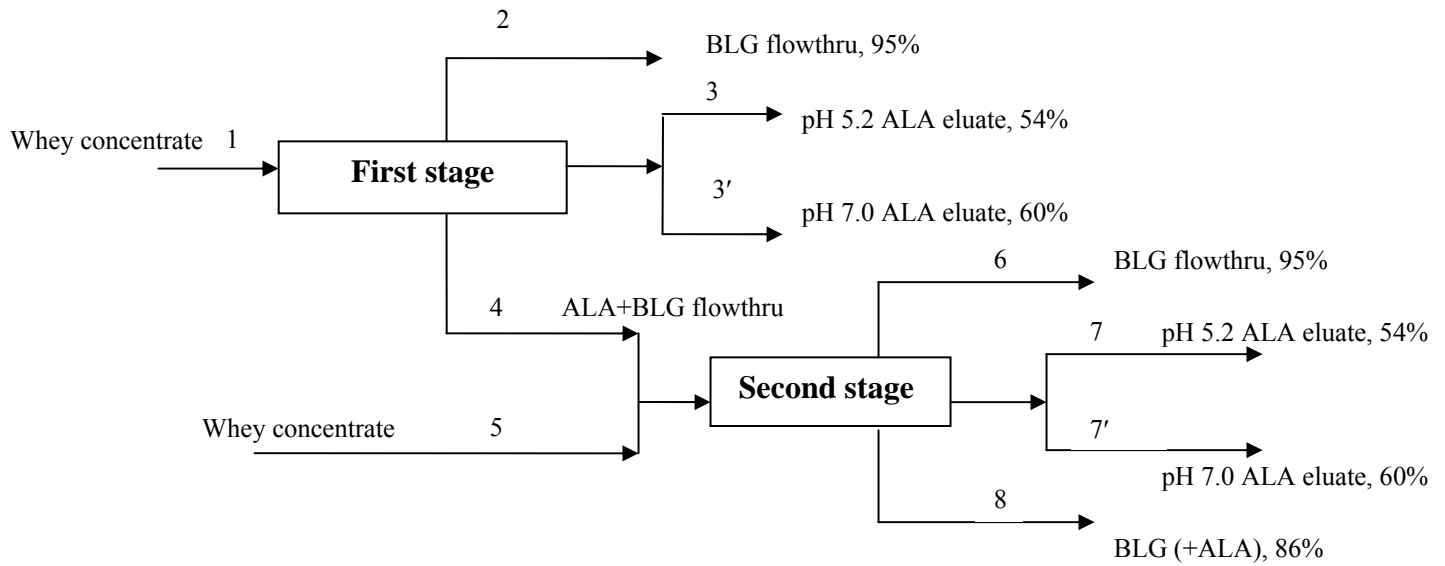 2
BLG flowthru, 95%
3
pH 5.2 ALA eluate, 54%
Whey concentrate 1
First stage
3′
pH 7.0 ALA eluate, 60%
6
BLG flowthru, 95%
4
ALA+BLG flowthru
7
pH 5.2 ALA eluate, 54%
Second stage
Whey concentrate 5
7′
pH 7.0 ALA eluate, 60%
8
BLG (+ALA), 86%